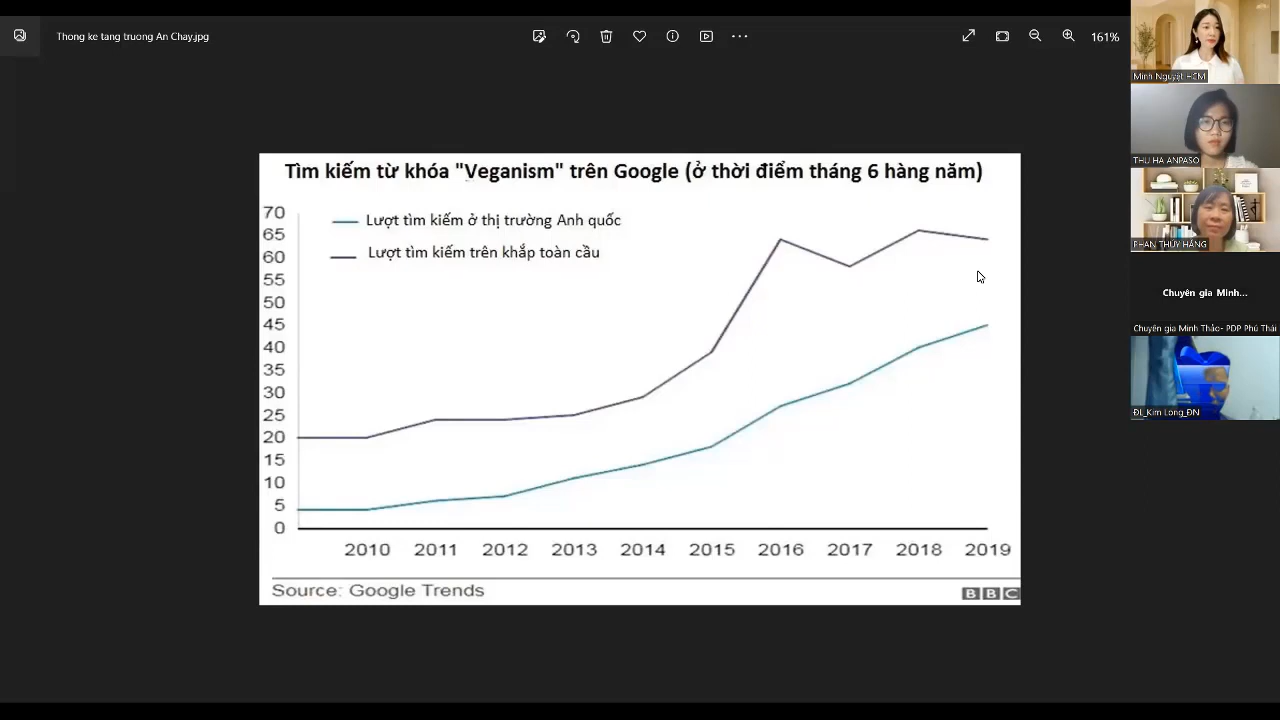 Thong ke tang truong An Chay.jpg
161%
Tìm kiếm từ khóa "Veganism" trên Google (ở thời điểm tháng 6 hàng năm)
70
65
60
55
50
45
40
35
30
25
20
15
10
5
0
Lượt tìm kiếm ở thị trường Anh quốc
Lượt tìm kiếm trên khắp toàn cầu
2010 2011 2012 2013 2014 2015 2016 2017 2018 2019
Source: Google Trends
BBC
Minh Nguyệt HCM
THU HA ANPASO
PHAN THÚY HẰNG
Chuyên gia Minh...
Chuyên gia Minh Thảo- PDP Phú Thái
ĐL_Kim Long_ĐN